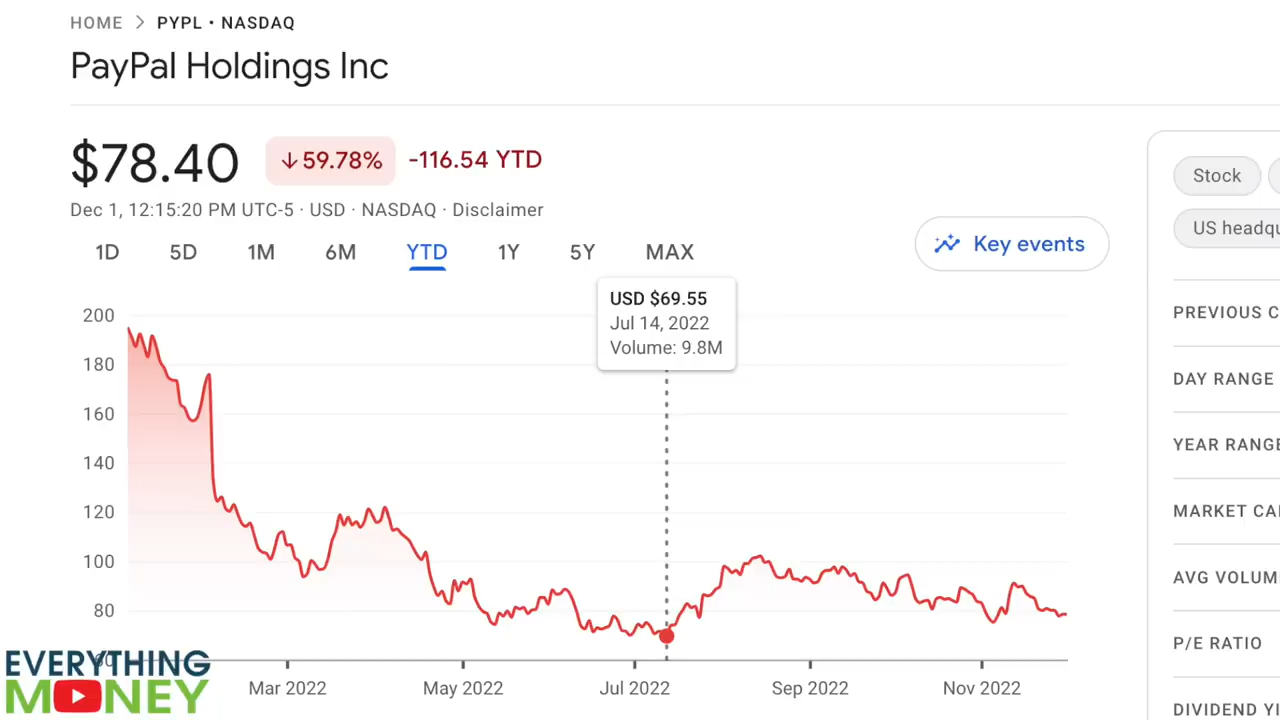 HOME > PYPL • NASDAQ
PayPal Holdings Inc
$78.40 ↓59.78% -116.54 YTD
Dec 1, 12:15:20 PM UTC-5 · USD · NASDAQ · Disclaimer
1D 5D 1M 6M YTD 1Y 5Y MAX
Key events
USD $69.55
Jul 14, 2022
Volume: 9.8M
200
180
160
140
120
100
80
60
Mar 2022 May 2022 Jul 2022 Sep 2022 Nov 2022
Stock
US headqu
PREVIOUS C
DAY RANGE
YEAR RANGE
MARKET CA
AVG VOLUM
P/E RATIO
DIVIDEND YI
EVERYTHING
MONEY